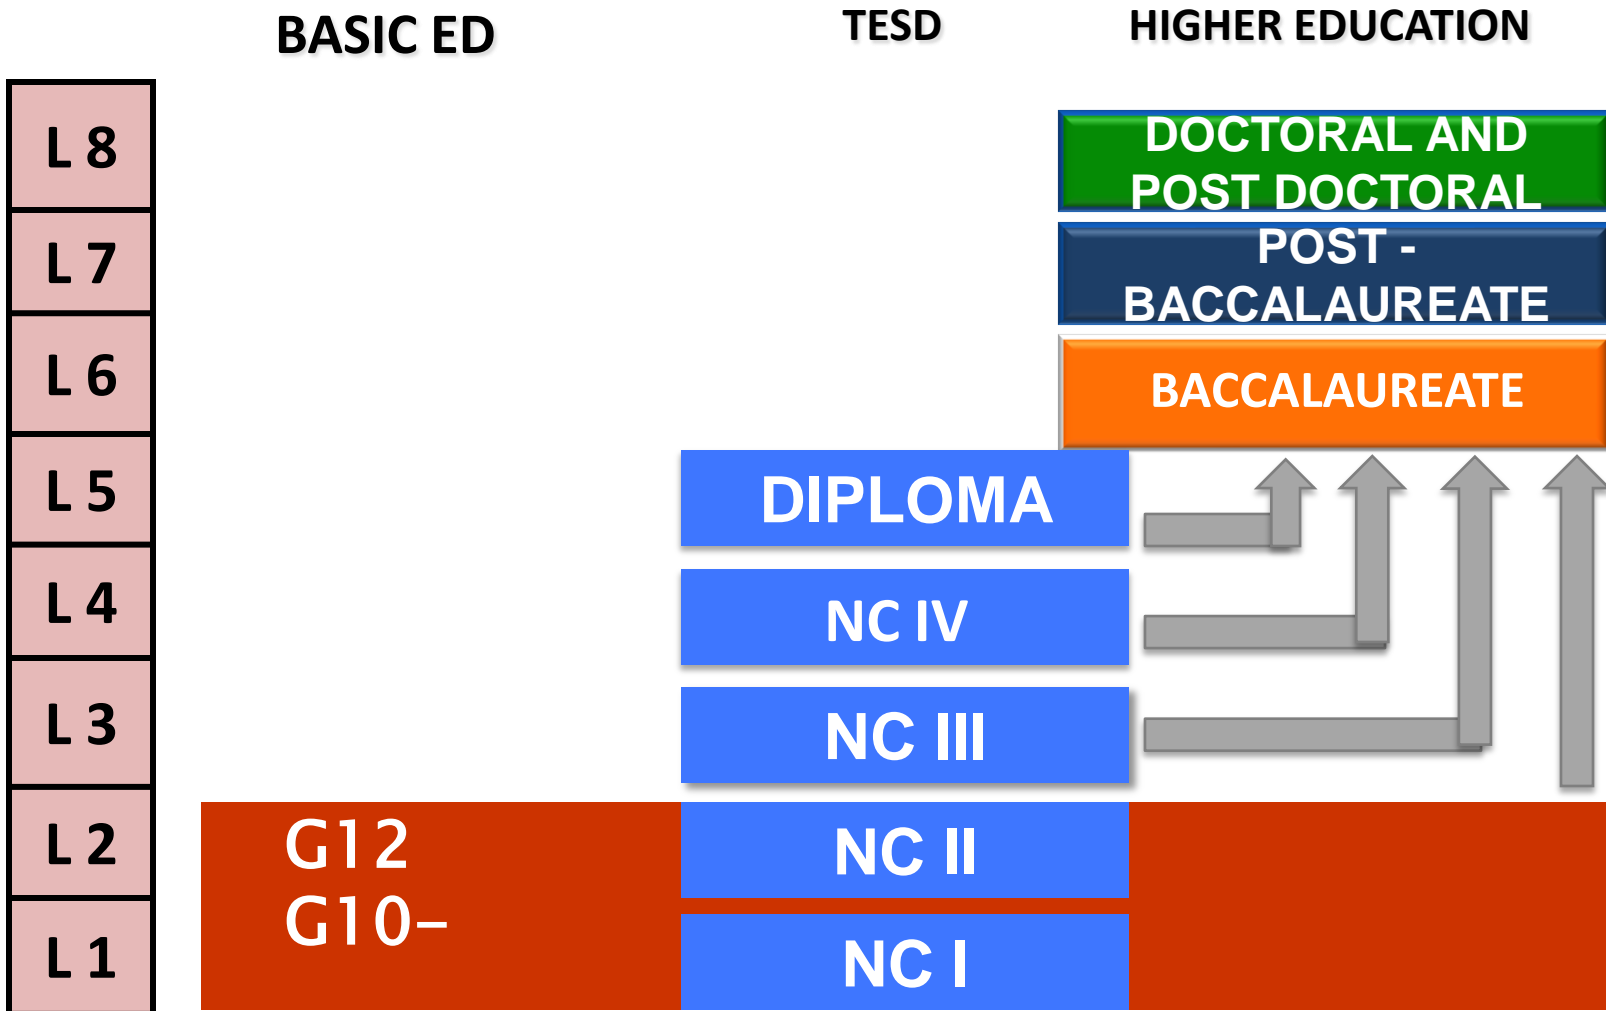 BASIC ED
TESD
HIGHER EDUCATION
L 8
DOCTORAL AND
POST DOCTORAL
L 7
POST -
BACCALAUREATE
L 6
BACCALAUREATE
L 5
DIPLOMA
L 4
NC IV
L 3
NC III
L 2
G12
NC II
G10-
L 1
NC I